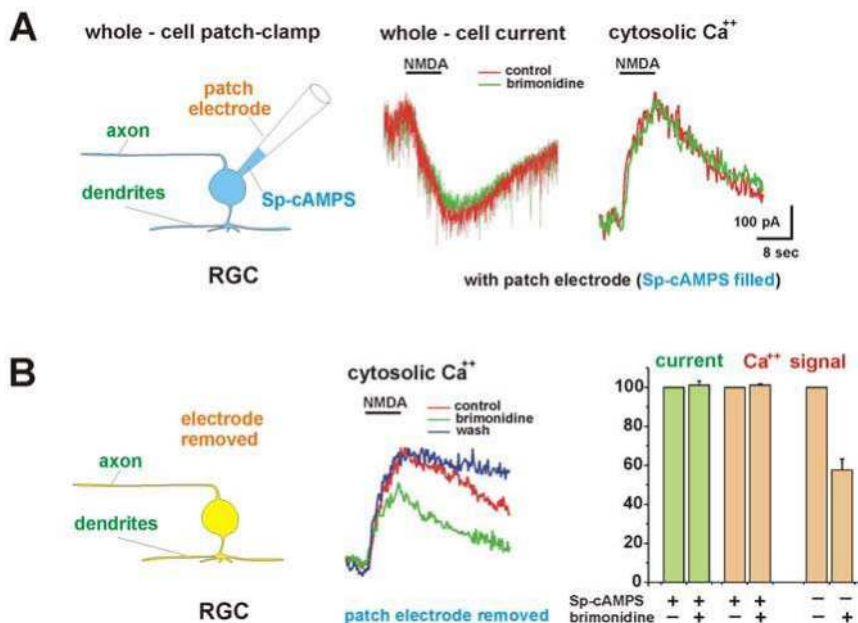 A
whole - cell patch-clamp
whole - cell current
cytosolic Ca++
NMDA
control
brimonidine
NMDA
patch
electrode
axon
dendrites
Sp-cAMPS
100 pA
8 sec
RGC
with patch electrode (Sp-cAMPS filled)
B
cytosolic Ca++
NMDA
control
brimonidine
wash
electrode
removed
axon
dendrites
RGC
patch electrode removed
current Ca++ signal
100
80
60
40
20
0
Sp-cAMPS + + + + − −
brimonidine − + − + − +